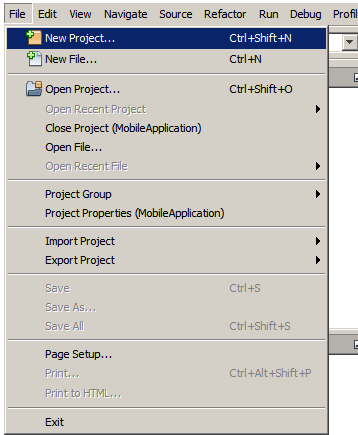 File Edit View Navigate Source Refactor Run Debug Profi
New Project... Ctrl+Shift+N
New File... Ctrl+N
Open Project... Ctrl+Shift+O
Open Recent Project
Close Project (MobileApplication)
Open File...
Open Recent File
Project Group
Project Properties (MobileApplication)
Import Project
Export Project
Save Ctrl+S
Save As...
Save All Ctrl+Shift+S
Page Setup...
Print... Ctrl+Alt+Shift+P
Print to HTML...
Exit